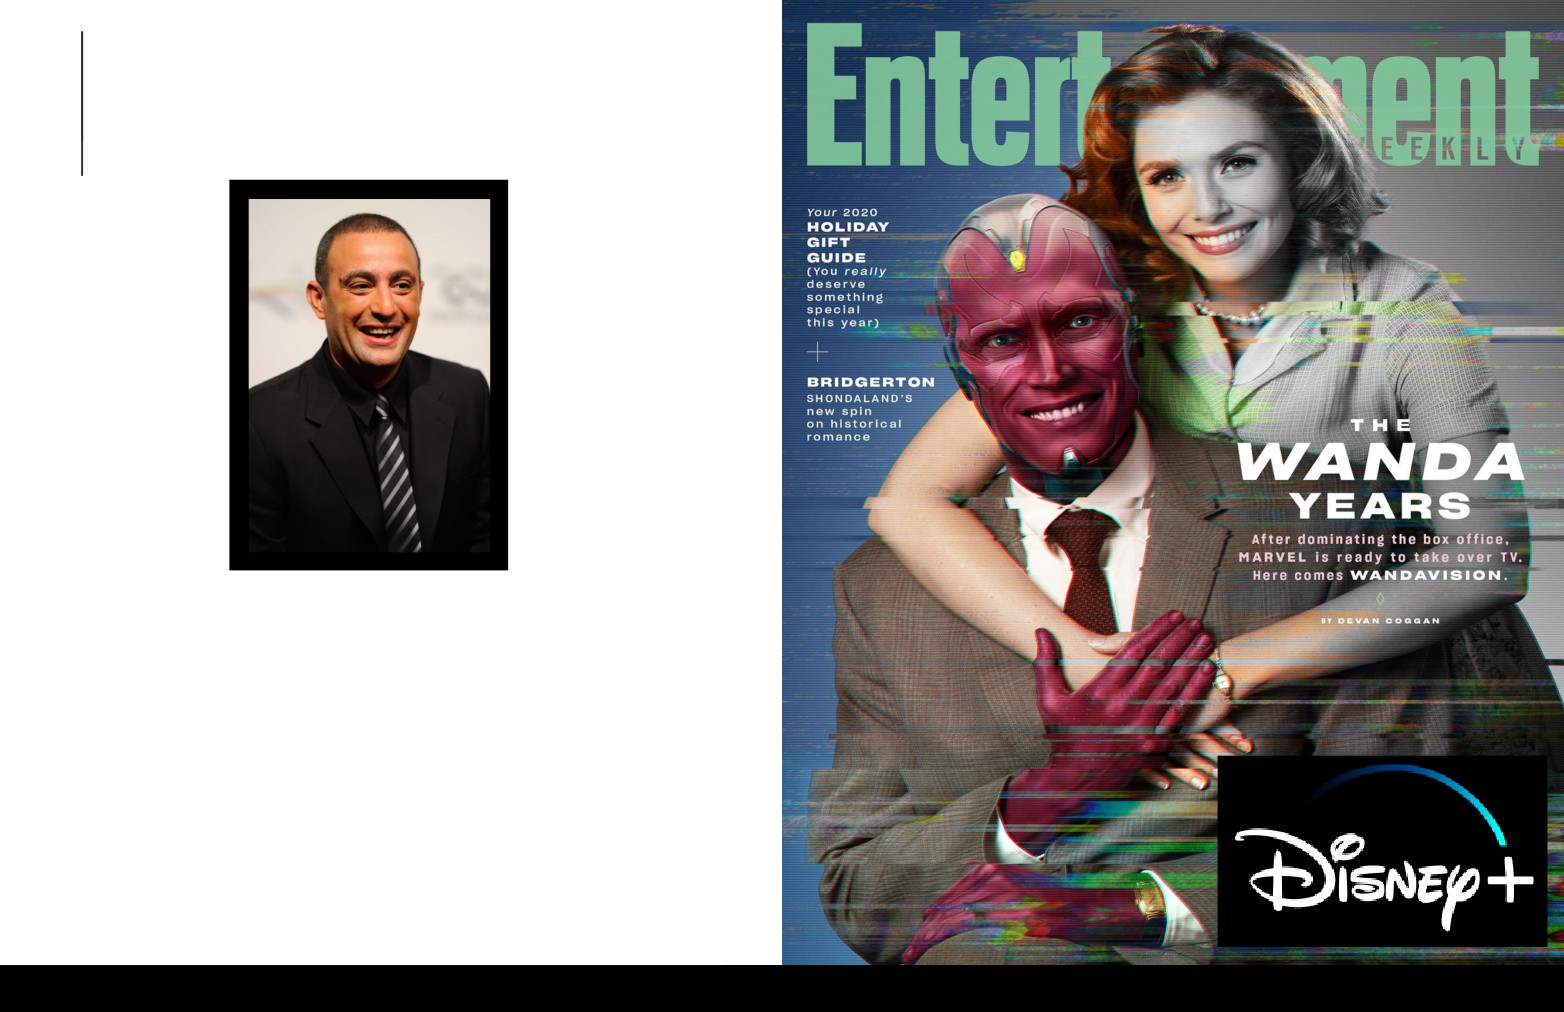 Entertainment
WEEKLY
Your 2020
HOLIDAY
GIFT
GUIDE
(You really
deserve
something
special
this year)
+
BRIDGERTON
SHONDALAND'S
new spin
on historical
romance
THE
WANDA
YEARS
After dominating the box office,
MARVEL is ready to take over TV.
Here comes WANDAVISION.
BY DEVAN COGGAN
Disney+